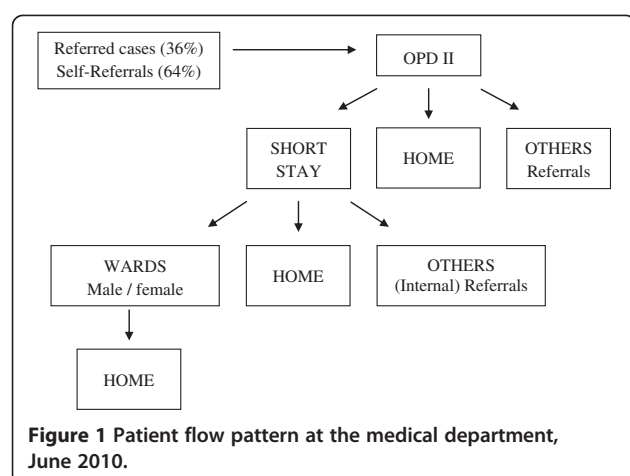 Referred cases (36%)
Self-Referrals (64%)
OPD II
SHORT
STAY
HOME
OTHERS
Referrals
WARDS
Male / female
HOME
OTHERS
(Internal) Referrals
HOME
Figure 1 Patient flow pattern at the medical department,
June 2010.